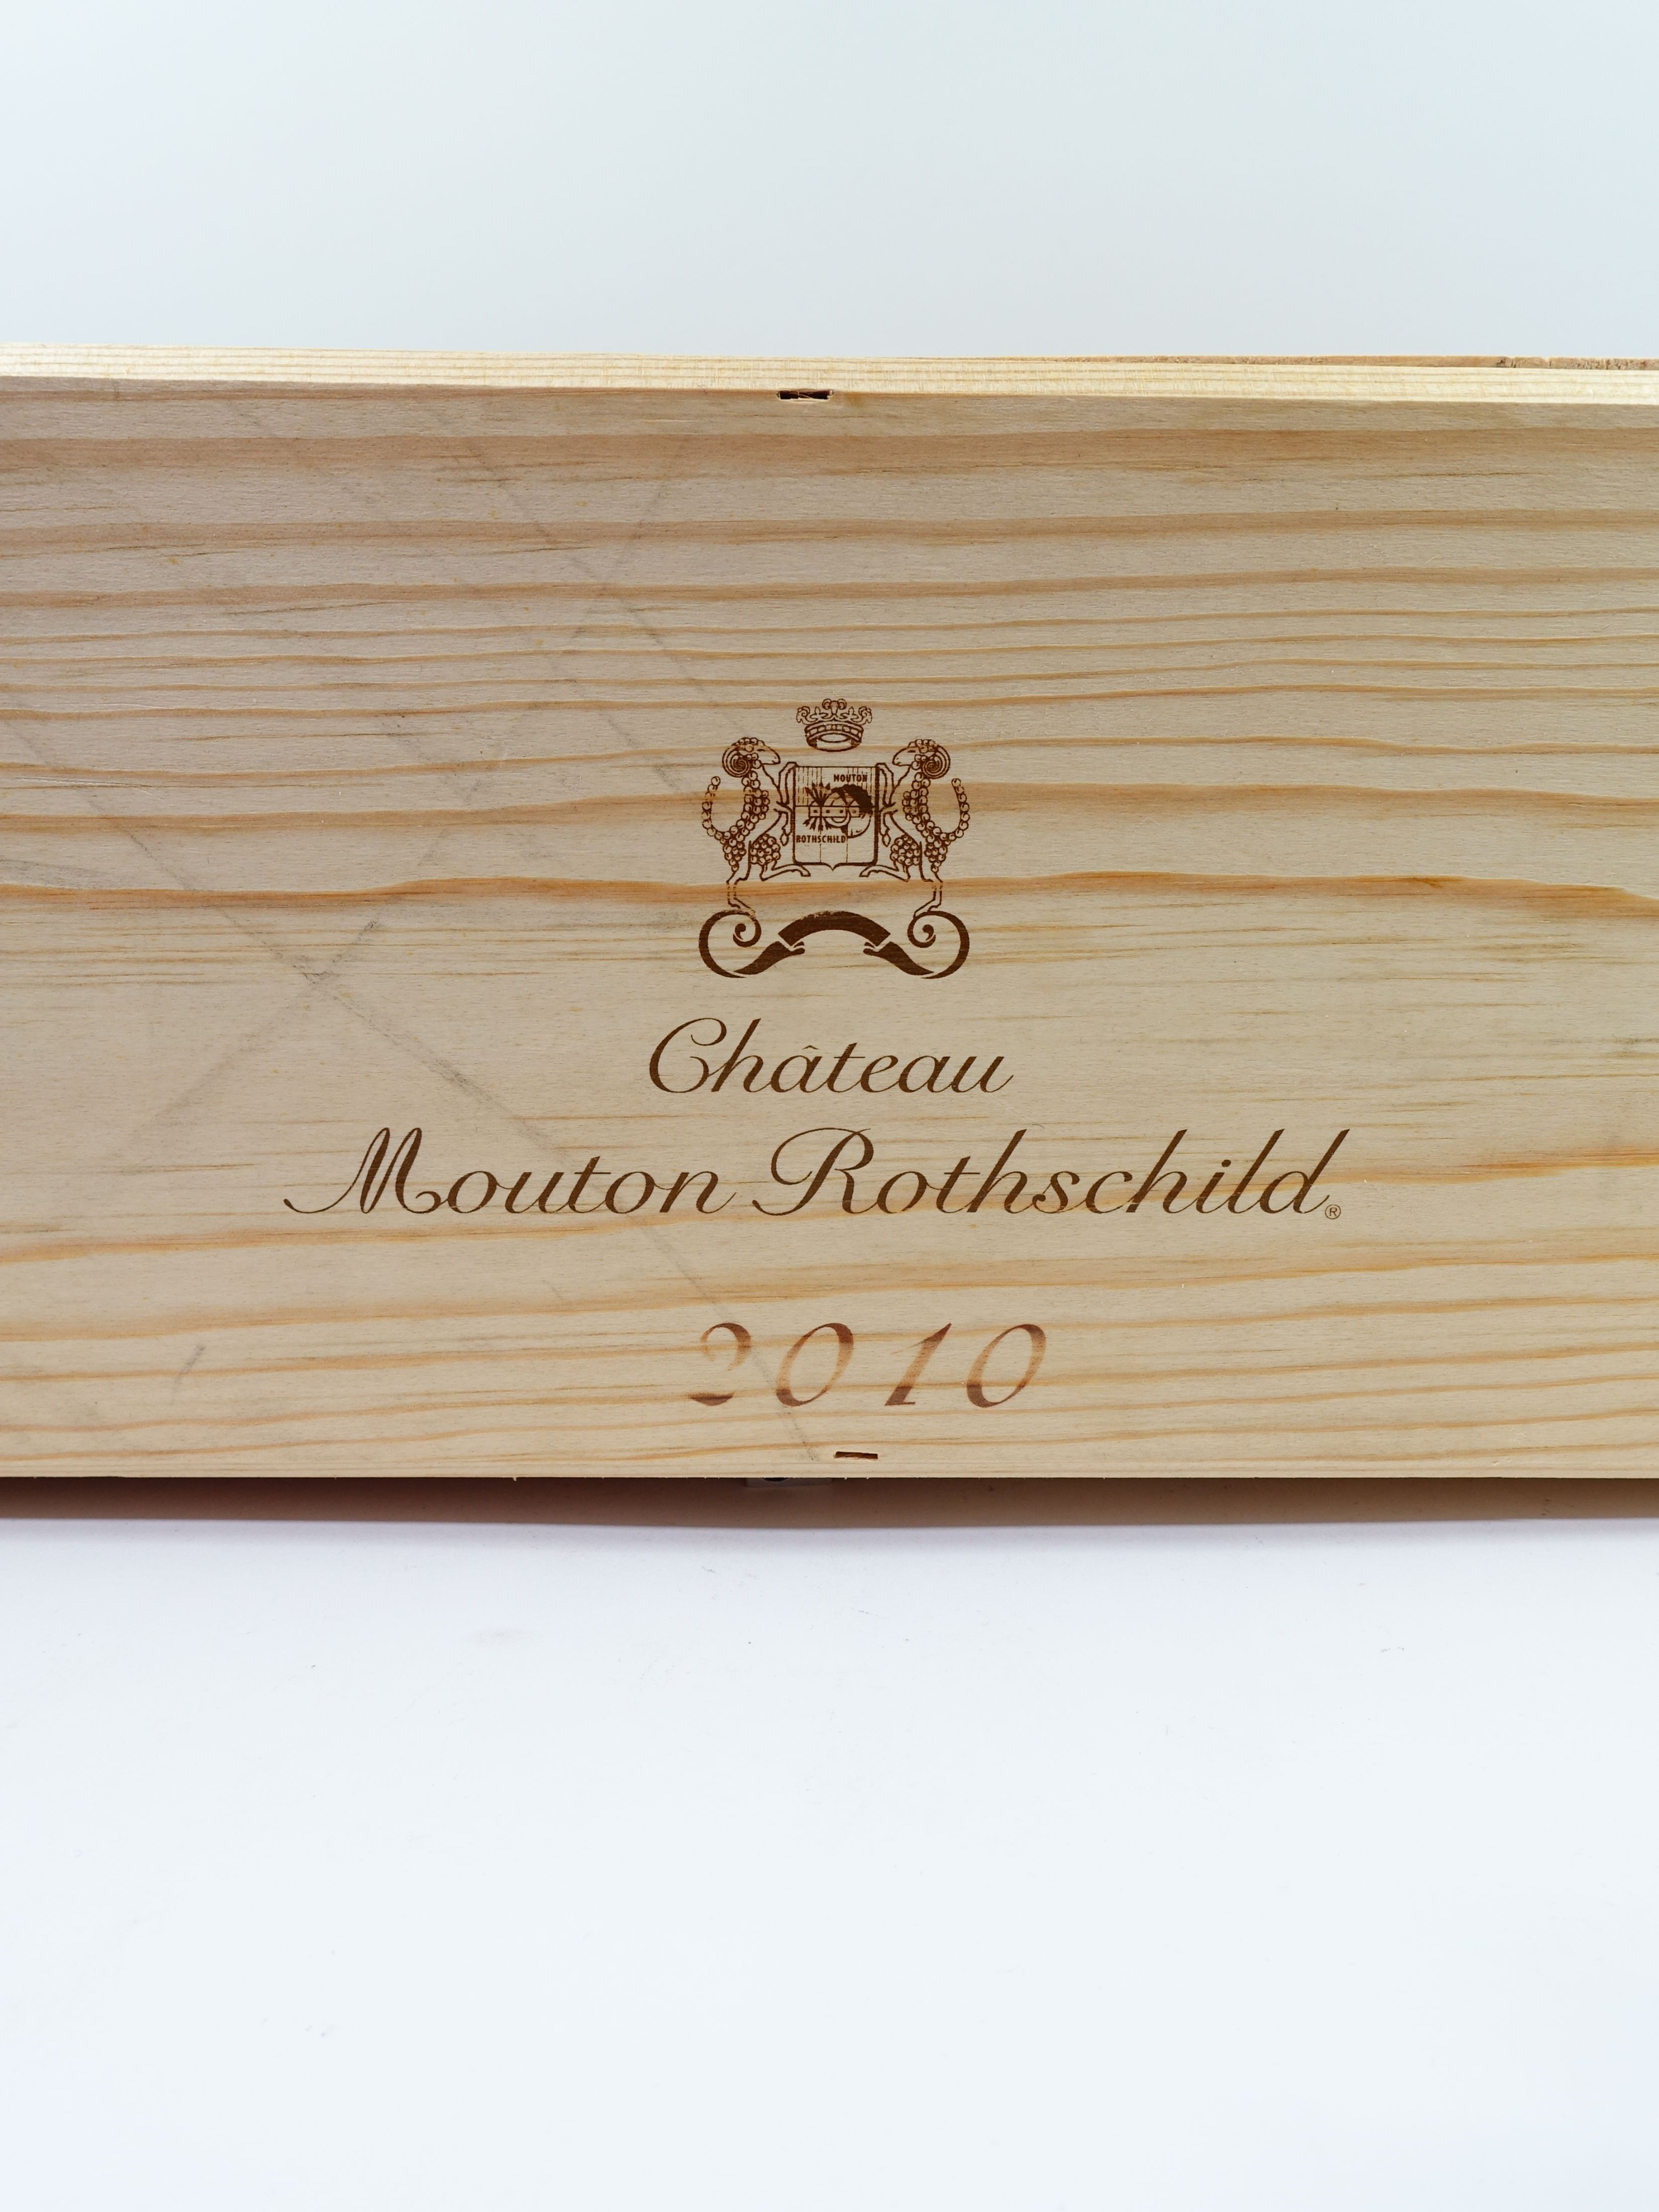 MOUTON
ROTHSCHILD
Château
Mouton Rothschild®
2010